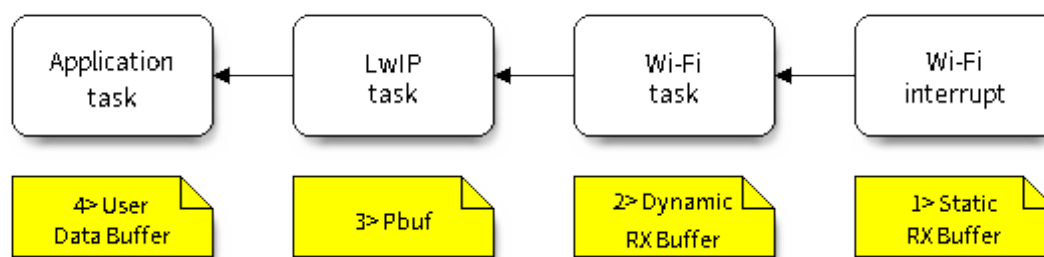 Application
task
LwIP
task
Wi-Fi
task
Wi-Fi
interrupt
4> User
Data Buffer
3> Pbuf
2> Dynamic
RX Buffer
1> Static
RX Buffer